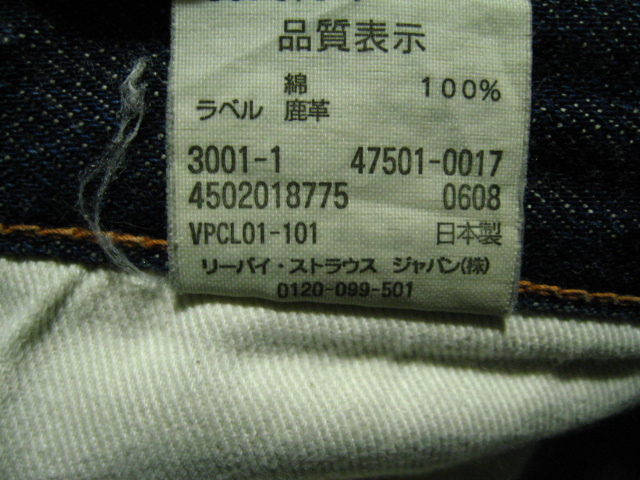 品質表示
綿 100%
ラベル 鹿革
3001-1 47501-0017
4502018775 0608
VPCL01-101 日本製
リーバイ・ストラウス ジャパン(株)
0120-099-501